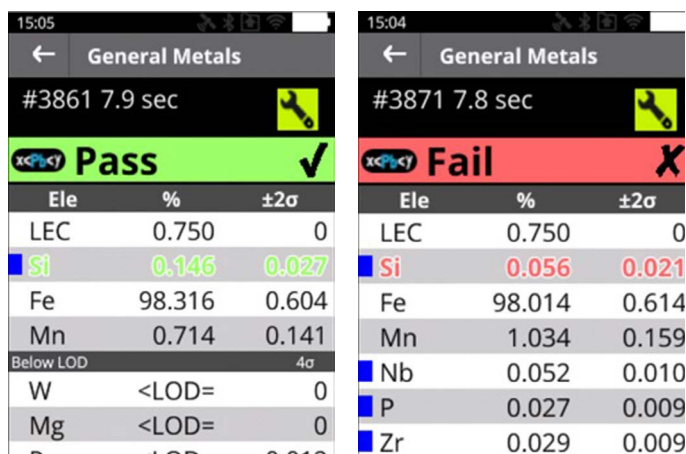 15:05
General Metals
#3861 7.9 sec
x<Pb<y Pass
Ele % ±2σ
LEC 0.750 0
Si 0.146 0.027
Fe 98.316 0.604
Mn 0.714 0.141
Below LOD 4σ
W <LOD= 0
Mg <LOD= 0
15:04
General Metals
#3871 7.8 sec
x<Pb<y Fail
Ele % ±2σ
LEC 0.750 0
Si 0.056 0.021
Fe 98.014 0.614
Mn 1.034 0.159
Nb 0.052 0.010
P 0.027 0.009
Zr 0.029 0.009